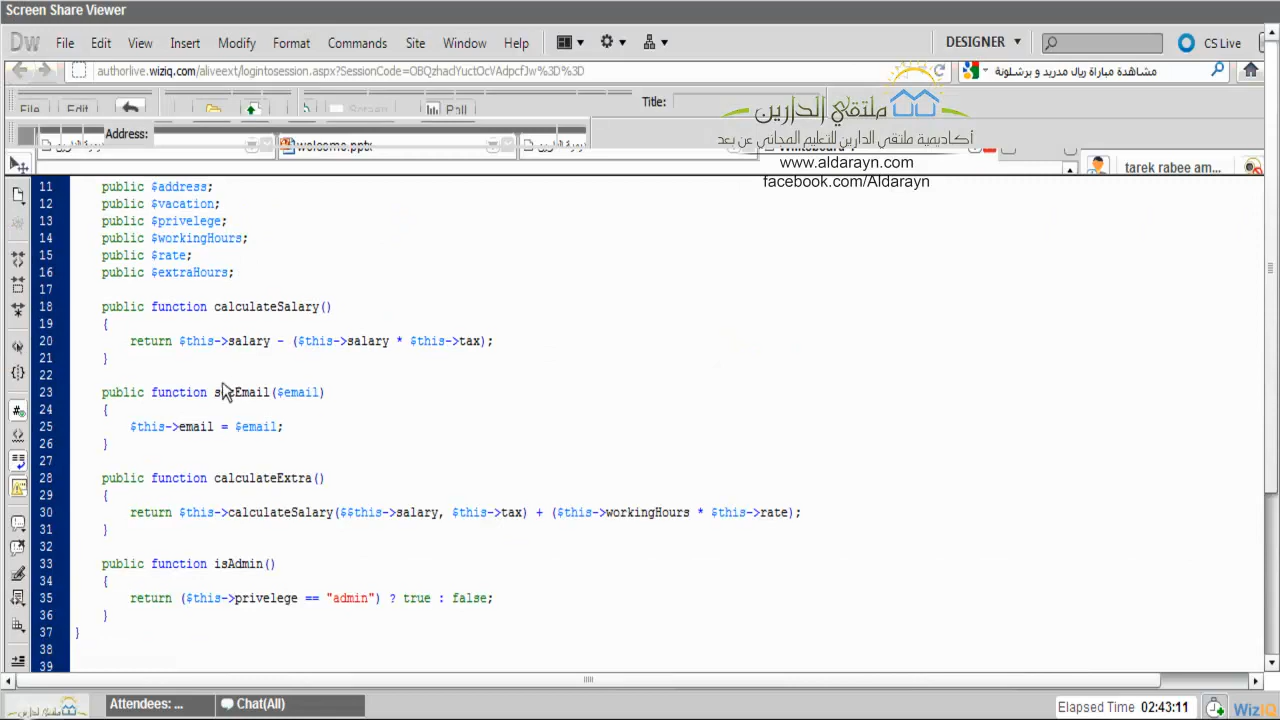 Screen Share Viewer
Dw File Edit View Insert Modify Format Commands Site Window Help DESIGNER CS Live
authorlive.wiziq.com/aliveext/logintosession.aspx?SessionCode=OBQzhaclYuctOcVAdpcfJw%3D%3D
مشاهدة مباراة ريال مدريد و برشلونة
File Edit Screen Poll Title:
ملتقي الدارين
Address:
أكاديمية ملتقي الدارين للتعليم المجاني عن بعد
welcome.pptx
www.aldarayn.com
tarek rabee am...
facebook.com/Aldarayn
11 public $address;
12 public $vacation;
13 public $privelege;
14 public $workingHours;
15 public $rate;
16 public $extraHours;
17
18 public function calculateSalary()
19 {
20 return $this->salary - ($this->salary * $this->tax);
21 }
22
23 public function setEmail($email)
24 {
25 $this->email = $email;
26 }
27
28 public function calculateExtra()
29 {
30 return $this->calculateSalary($$this->salary, $this->tax) + ($this->workingHours * $this->rate);
31 }
32
33 public function isAdmin()
34 {
35 return ($this->privelege == "admin") ? true : false;
36 }
37 }
38
39
Attendees: ... Chat(All) Elapsed Time 02:43:11 WizIQ